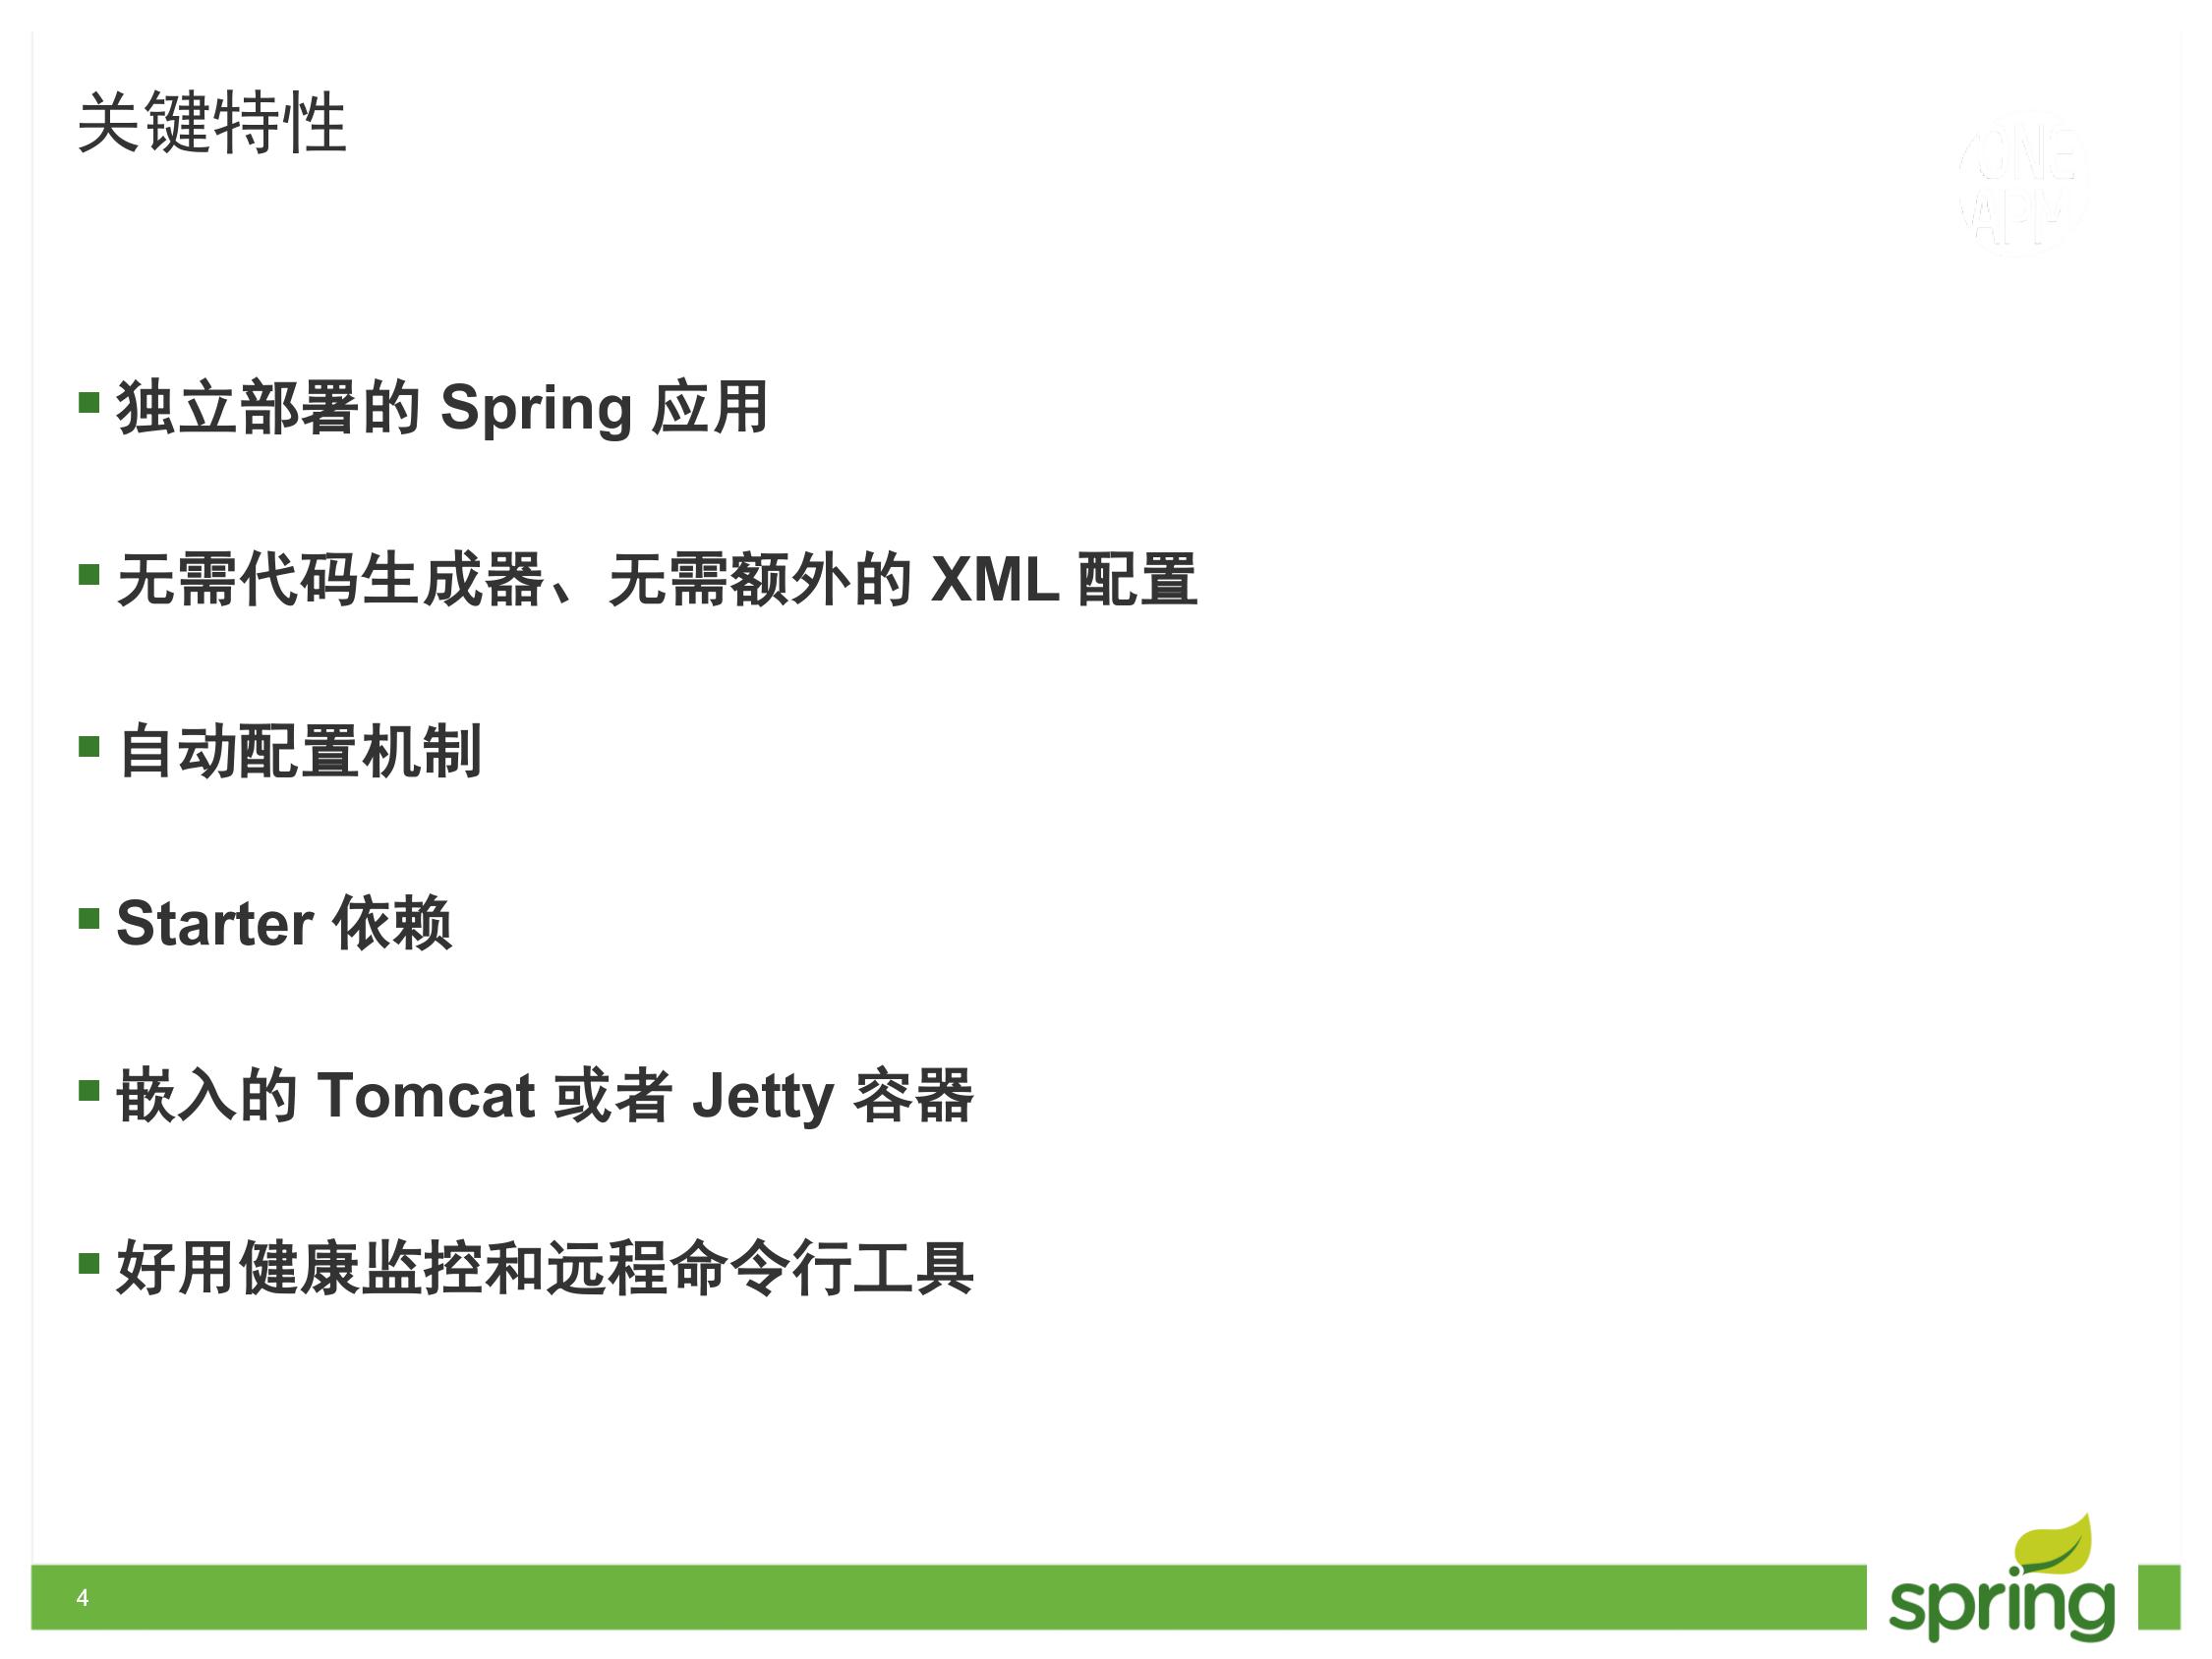 关键特性
ONE
APM
独立部署的 Spring 应用
无需代码生成器、无需额外的 XML 配置
自动配置机制
Starter 依赖
嵌入的 Tomcat 或者 Jetty 容器
好用健康监控和远程命令行工具
4
spring